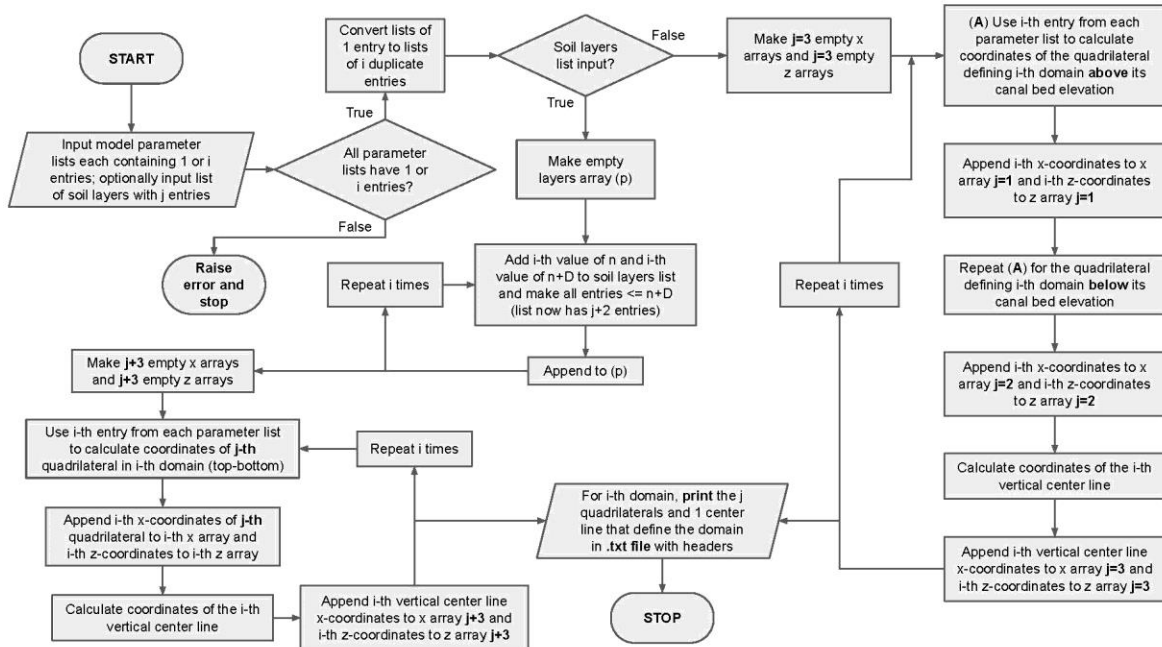 START
Input model parameter
lists each containing 1 or i
entries; optionally input list
of soil layers with j entries
All parameter
lists have 1 or
i entries?
False
Raise
error and
stop
True
Convert lists of
1 entry to lists
of i duplicate
entries
Soil layers
list input?
False
Make j=3 empty x
arrays and j=3 empty
z arrays
(A) Use i-th entry from each
parameter list to calculate
coordinates of the quadrilateral
defining i-th domain above its
canal bed elevation
Append i-th x-coordinates to x
array j=1 and i-th z-coordinates
to z array j=1
Repeat (A) for the quadrilateral
defining i-th domain below its
canal bed elevation
Append i-th x-coordinates to x
array j=2 and i-th z-coordinates
to z array j=2
Calculate coordinates of the i-th
vertical center line
Append i-th vertical center line
x-coordinates to x array j=3 and
i-th z-coordinates to z array j=3
Repeat i times
True
Make empty
layers array (p)
Add i-th value of n and i-th
value of n+D to soil layers list
and make all entries <= n+D
(list now has j+2 entries)
Append to (p)
Repeat i times
Make j+3 empty x arrays
and j+3 empty z arrays
Use i-th entry from each parameter list
to calculate coordinates of j-th
quadrilateral in i-th domain (top-bottom)
Append i-th x-coordinates of j-th
quadrilateral to i-th x array and
i-th z-coordinates to i-th z array
Calculate coordinates of the i-th
vertical center line
Append i-th vertical center line
x-coordinates to x array j+3 and
i-th z-coordinates to z array j+3
Repeat i times
For i-th domain, print the j
quadrilaterals and 1 center
line that define the domain
in .txt file with headers
STOP